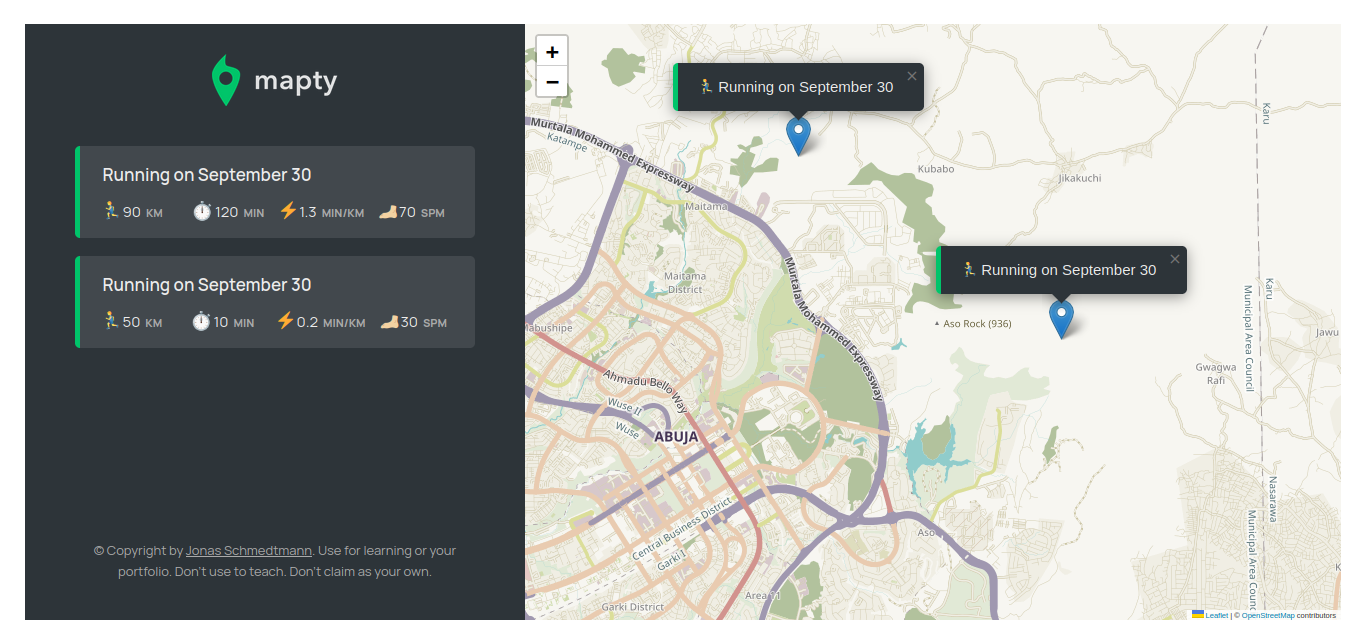 mapty
Running on September 30
🏃‍♂️ 90 KM ⏱ 120 MIN ⚡️ 1.3 MIN/KM 🦶🏼 70 SPM
Running on September 30
🏃‍♂️ 50 KM ⏱ 10 MIN ⚡️ 0.2 MIN/KM 🦶🏼 30 SPM
© Copyright by Jonas Schmedtmann. Use for learning or your
portfolio. Don't use to teach. Don't claim as your own.
+
−
🏃‍♂️ Running on September 30
×
Murtala Mohammed Expressway
Katampe
Karu
Kubabo
Jikakuchi
Maitama
🏃‍♂️ Running on September 30
×
Maitama
District
Murtala Mohammed Expressway
Karu
Municipal Area Council
Mabushipe
Aso Rock (936)
Jawu
Gwagwa
Rafi
Ahmadu Bello Way
Wuse II
Wuse
ABUJA
Nasarawa
Municipal Area Council
Central Business District
Aso
Garki I
Area 11
Garki District
K
Leaflet | © OpenStreetMap contributors